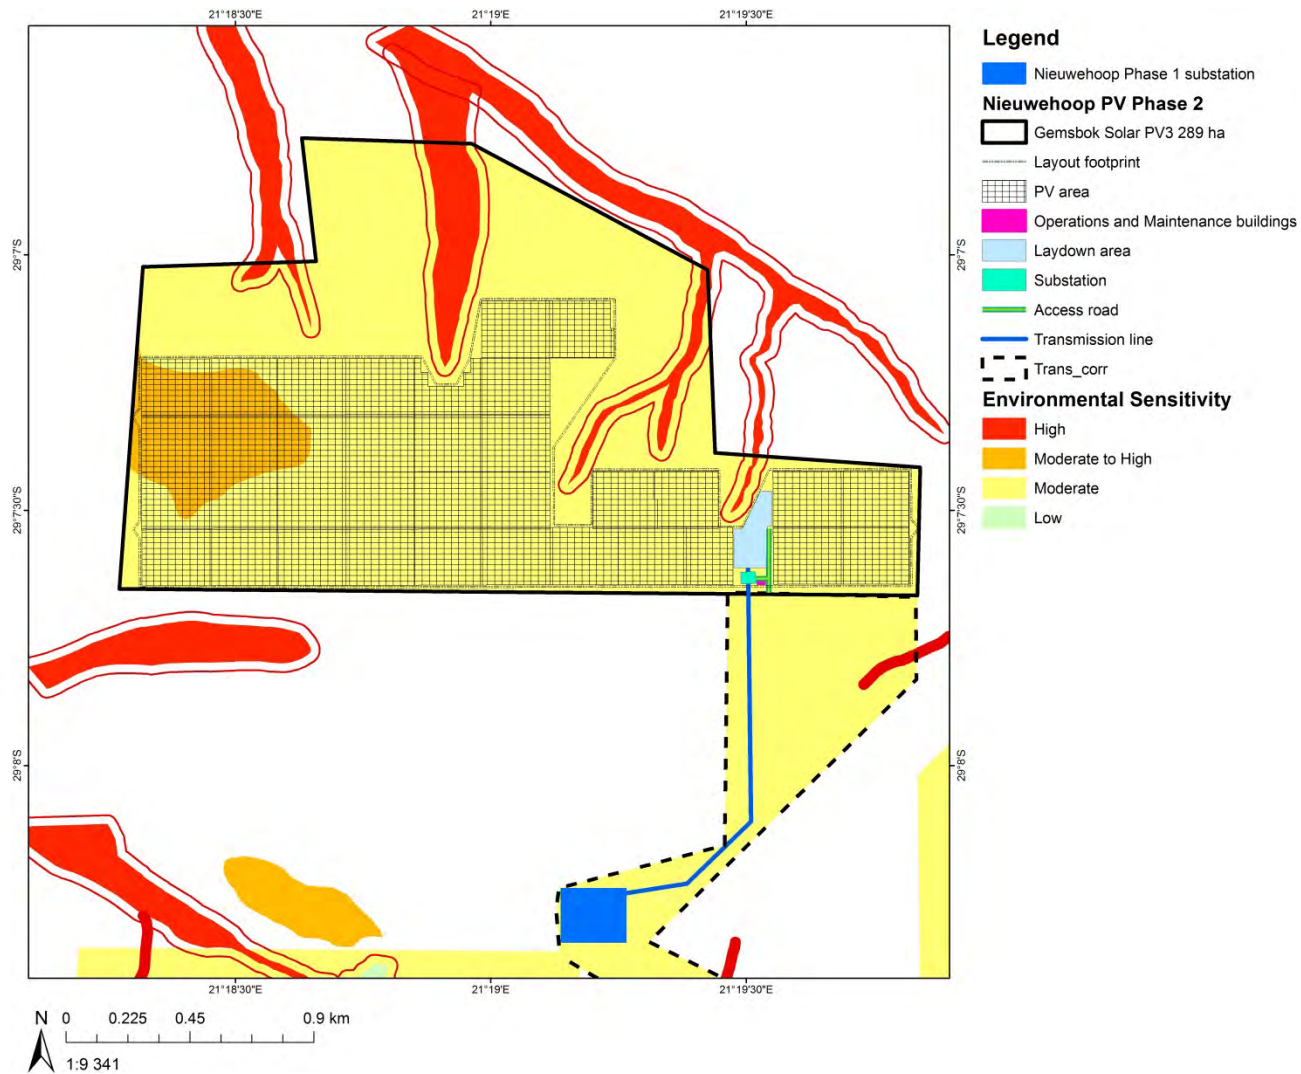 21°18'30"E
21°19'E
21°19'30"E
29°7'S
29°7'S
29°7'30"S
29°7'30"S
29°8'S
29°8'S
21°18'30"E
21°19'E
21°19'30"E
N
0 0.225 0.45 0.9 km
1:9 341
Legend
Nieuwehoop Phase 1 substation
Nieuwehoop PV Phase 2
Gemsbok Solar PV3 289 ha
Layout footprint
PV area
Operations and Maintenance buildings
Laydown area
Substation
Access road
Transmission line
Trans_corr
Environmental Sensitivity
High
Moderate to High
Moderate
Low